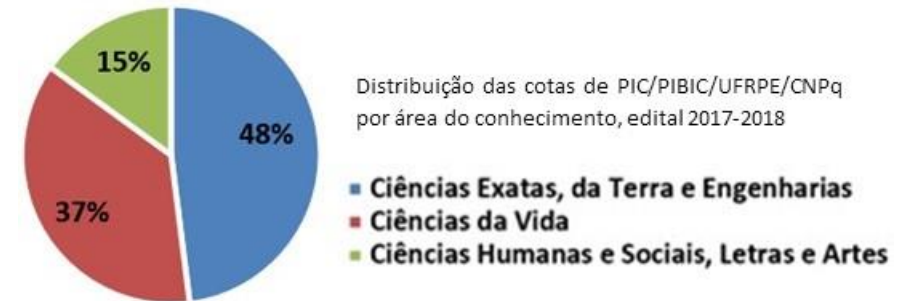 15%
48%
37%
Distribuição das cotas de PIC/PIBIC/UFRPE/CNPq
por área do conhecimento, edital 2017-2018
Ciências Exatas, da Terra e Engenharias
Ciências da Vida
Ciências Humanas e Sociais, Letras e Artes